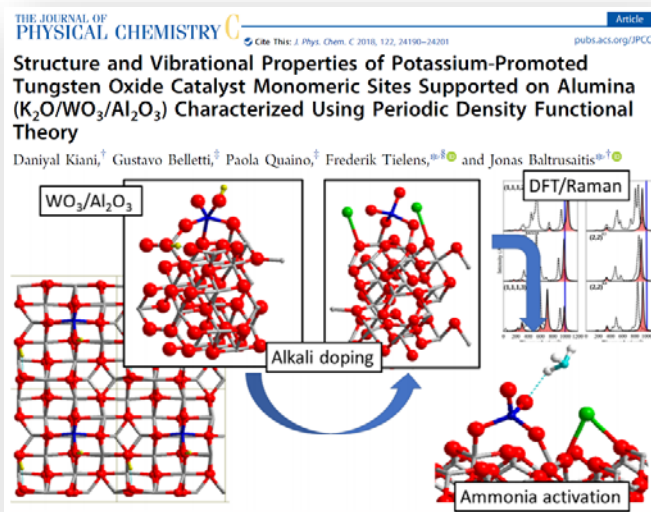 THE JOURNAL OF
PHYSICAL CHEMISTRY C
Cite This: J. Phys. Chem. C 2018, 122, 24190−24201
Article
pubs.acs.org/JPCC
Structure and Vibrational Properties of Potassium-Promoted
Tungsten Oxide Catalyst Monomeric Sites Supported on Alumina
(K₂O/WO₃/Al₂O₃) Characterized Using Periodic Density Functional
Theory
Daniyal Kiani,† Gustavo Belletti,‡ Paola Quaino,‡ Frederik Tielens,*,§ and Jonas Baltrusaitis*,†
WO₃/Al₂O₃
DFT/Raman
Alkali doping
Ammonia activation